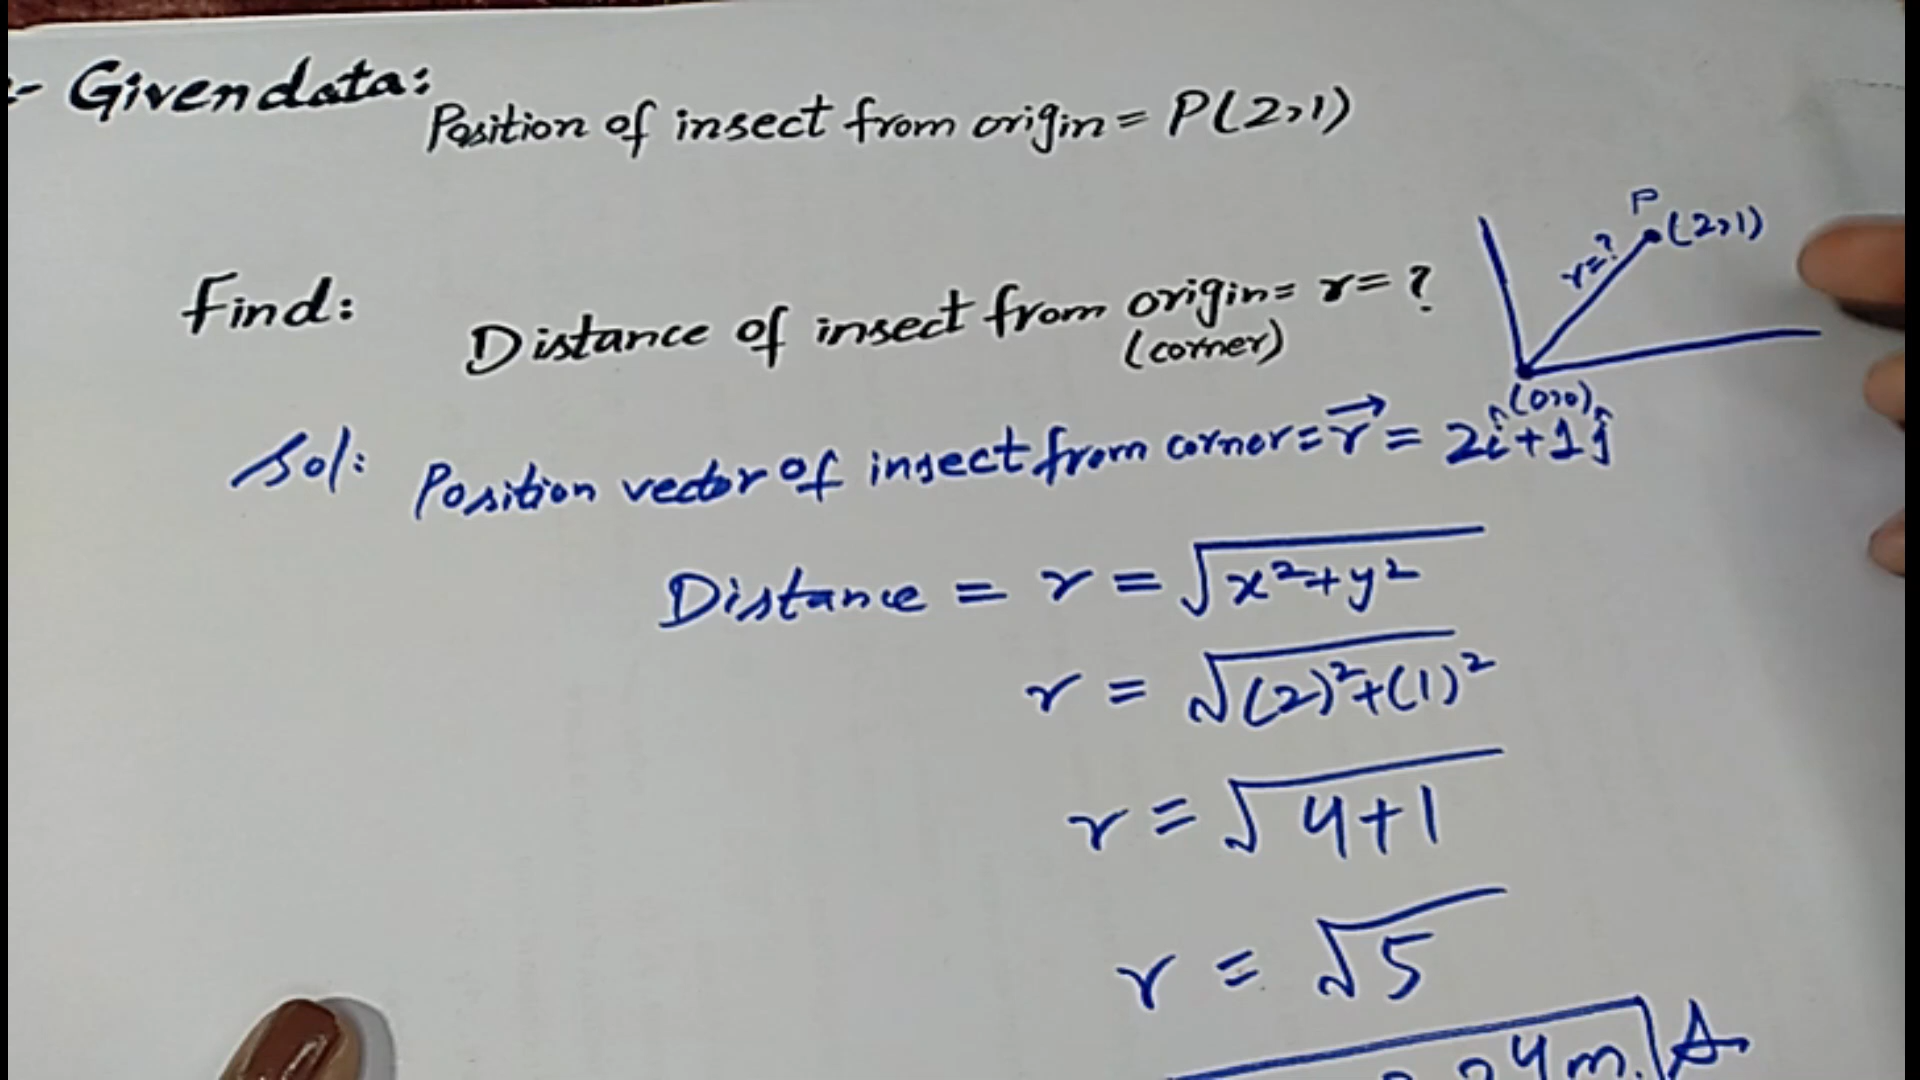 :- Given data:
Position of insect from origin = P(2,1)
P
(2,1)
r=?
(0,0)
Find:
Distance of insect from origin = r = ?
(corner)
Sol: Position vector of insect from corner = r⃗ = 2î+1ĵ
Distance = r = √x²+y²
r = √(2)²+(1)²
r = √4+1
r = √5
24m.